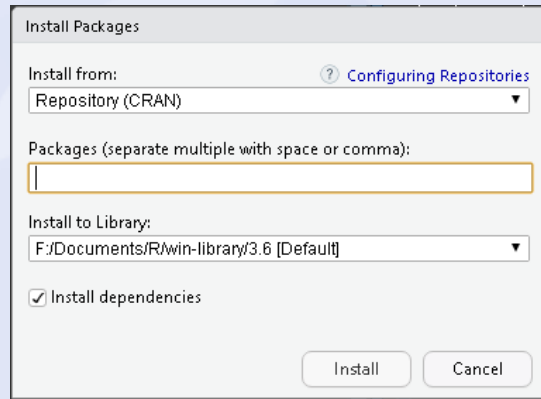 Install Packages
Install from:
? Configuring Repositories
Repository (CRAN)
Packages (separate multiple with space or comma):
Install to Library:
F:/Documents/R/win-library/3.6 [Default]
Install dependencies
Install Cancel